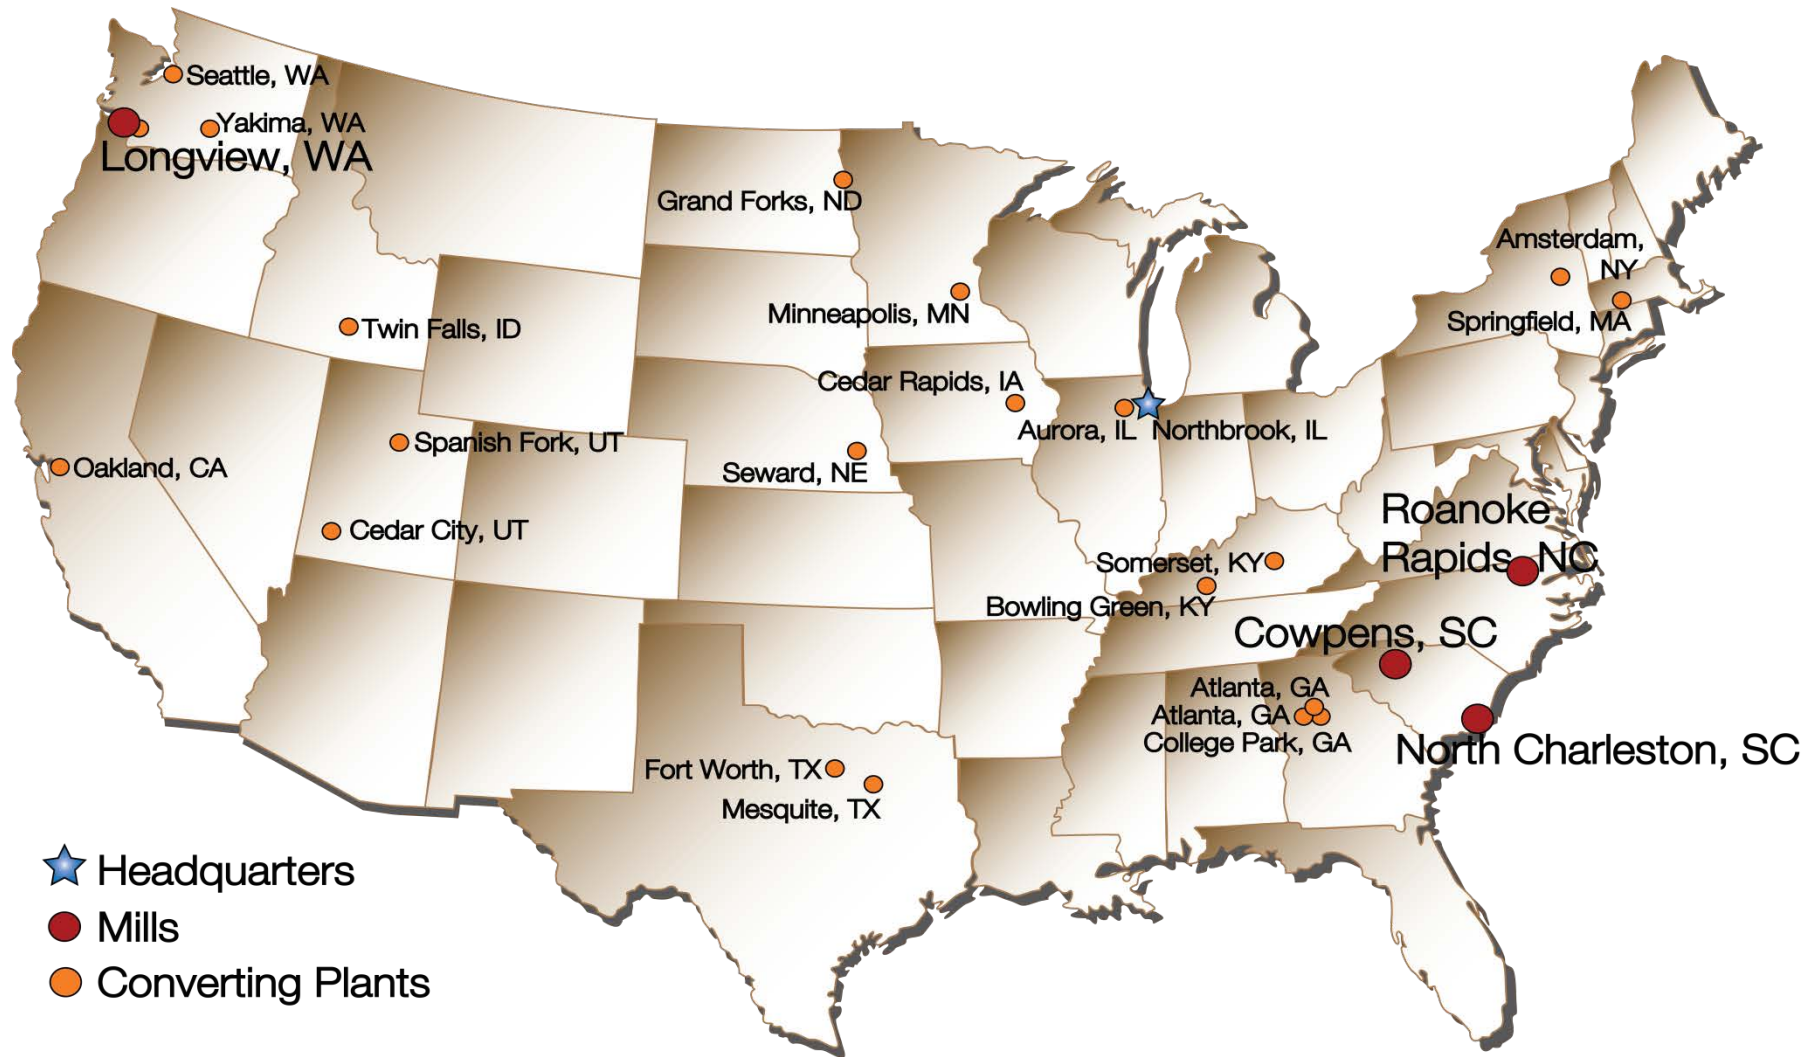 Seattle, WA
Yakima, WA
Longview, WA
Grand Forks, ND
Amsterdam,
NY
Minneapolis, MN
Springfield, MA
Twin Falls, ID
Cedar Rapids, IA
Aurora, IL
Northbrook, IL
Spanish Fork, UT
Oakland, CA
Seward, NE
Cedar City, UT
Roanoke
Rapids, NC
Somerset, KY
Bowling Green, KY
Cowpens, SC
Atlanta, GA
Atlanta, GA
College Park, GA
North Charleston, SC
Fort Worth, TX
Mesquite, TX
Headquarters
Mills
Converting Plants